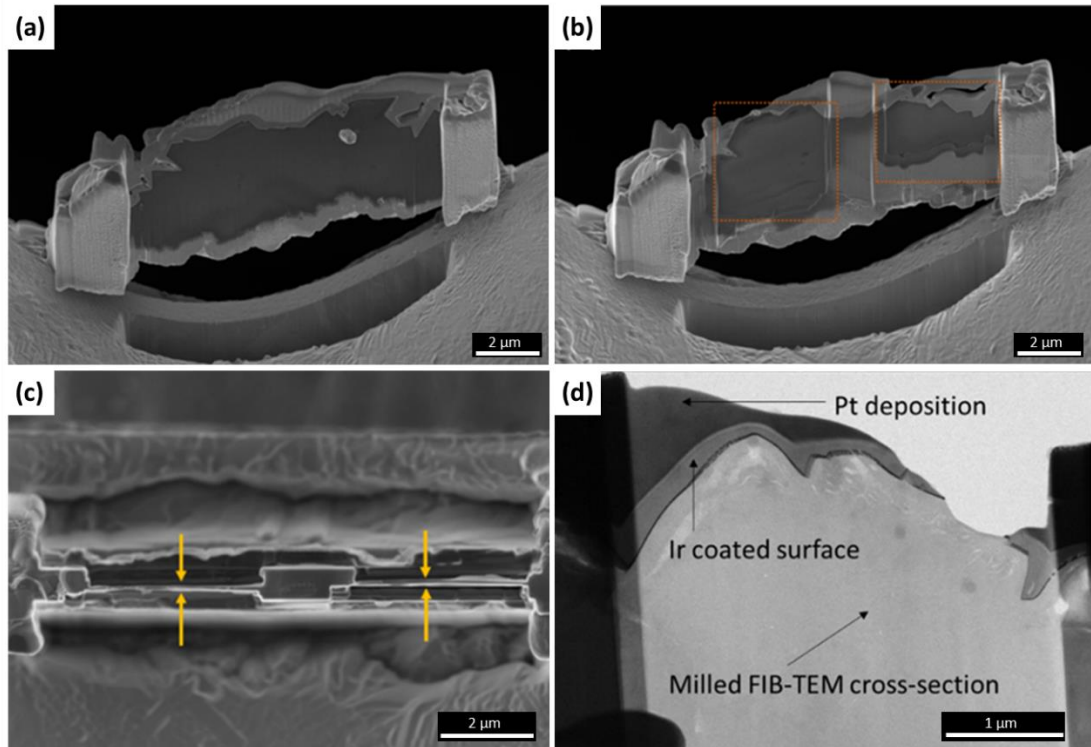 (a)
2 µm
(b)
2 µm
(c)
2 µm
(d)
Pt deposition
Ir coated surface
Milled FIB-TEM cross-section
1 µm